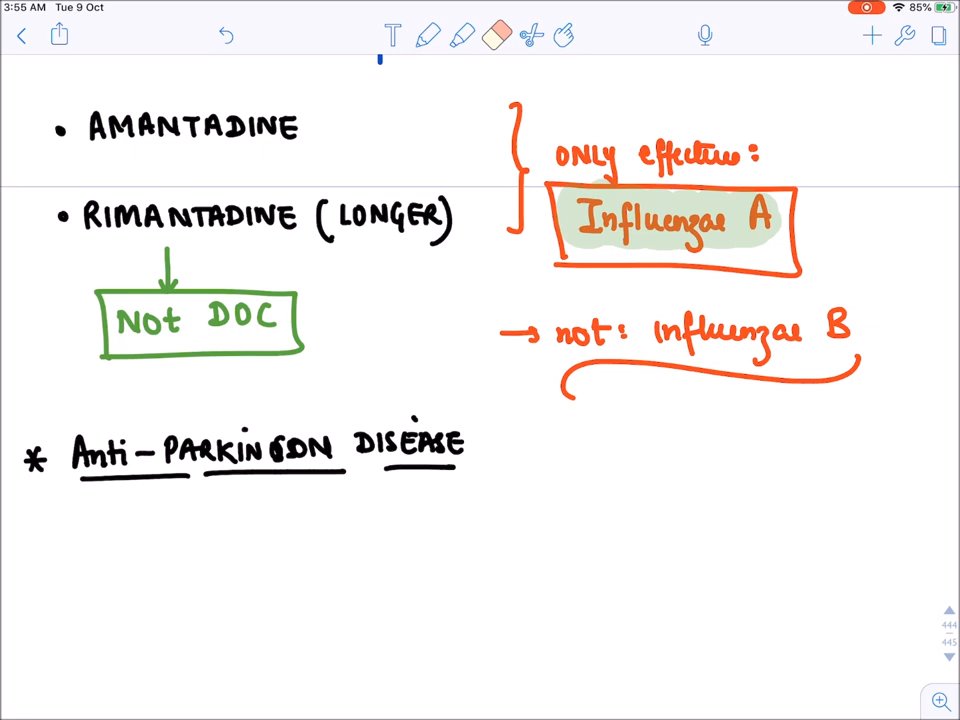 3:55 AM Tue 9 Oct
85%
T
• AMANTADINE
ONLY effective:
• RIMANTADINE (LONGER)
Influenzae A
Not DOC
→ not: influenzae B
* Anti-PARKINSON DISEASE
444
445